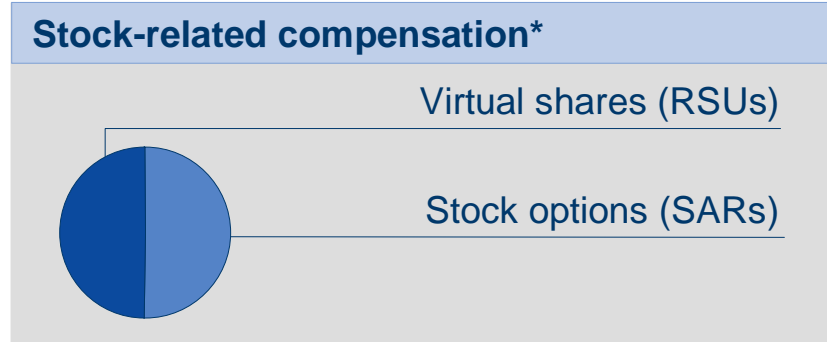 Stock-related compensation*
Virtual shares (RSUs)
Stock options (SARs)